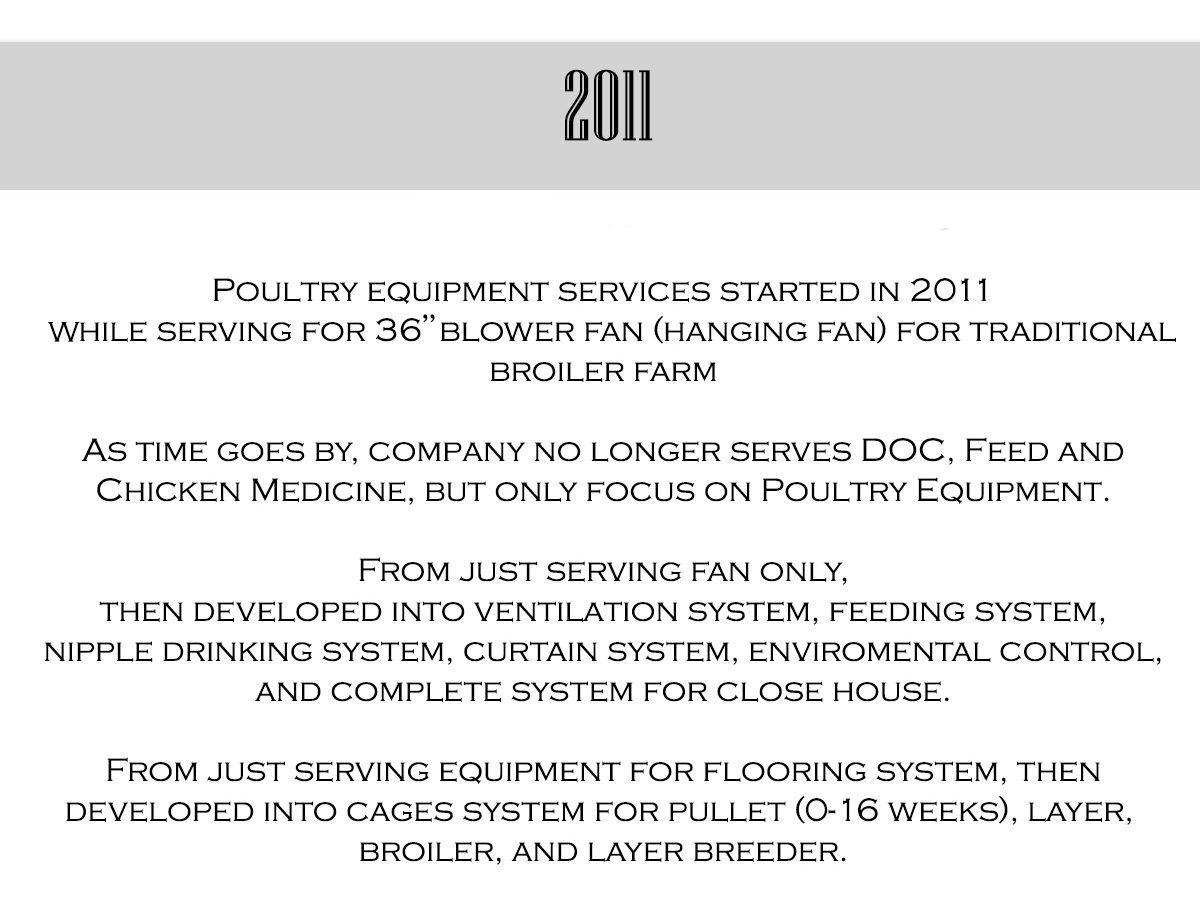 2011
Poultry equipment services started in 2011
while serving for 36” blower fan (hanging fan) for traditional
broiler farm
As time goes by, company no longer serves DOC, Feed and
Chicken Medicine, but only focus on Poultry Equipment.
From just serving fan only,
then developed into ventilation system, feeding system,
nipple drinking system, curtain system, enviromental control,
and complete system for close house.
From just serving equipment for flooring system, then
developed into cages system for pullet (0-16 weeks), layer,
broiler, and layer breeder.